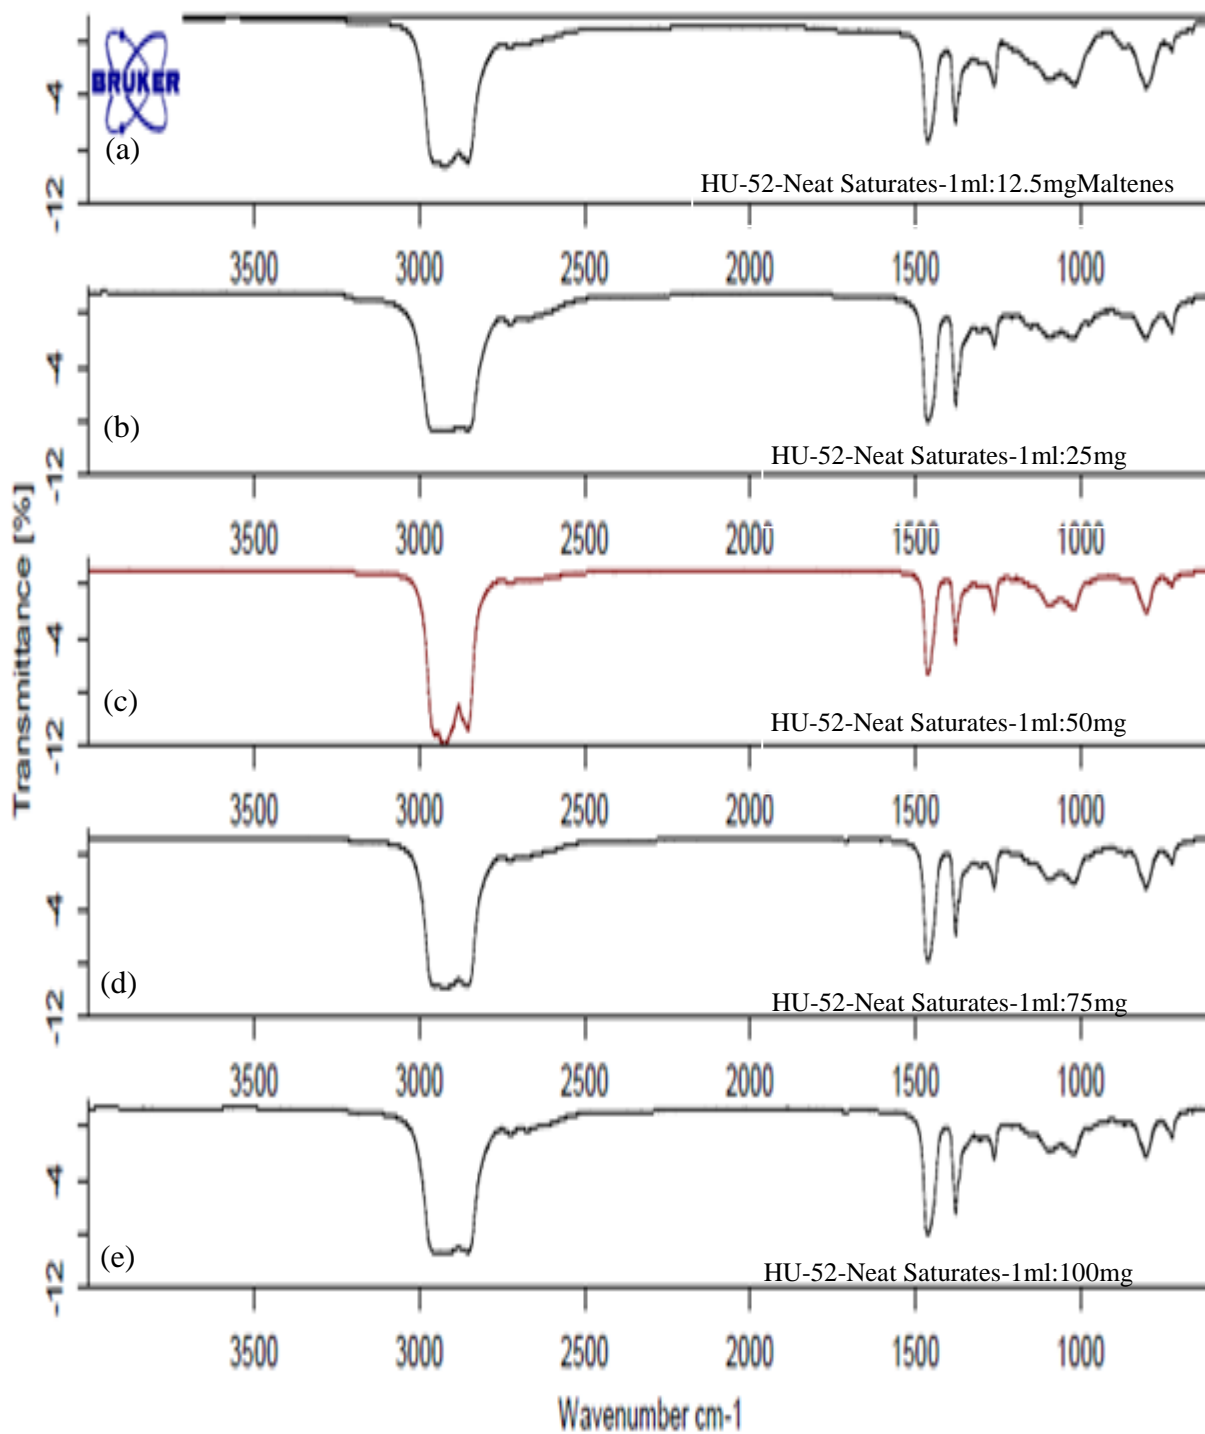 BRUKER
-4
(a)
HU-52-Neat Saturates-1ml:12.5mgMaltenes
-12
3500 3000 2500 2000 1500 1000
-4
(b)
HU-52-Neat Saturates-1ml:25mg
-12
3500 3000 2500 2000 1500 1000
Transmittance [%]
-4
(c)
HU-52-Neat Saturates-1ml:50mg
-12
3500 3000 2500 2000 1500 1000
-4
(d)
HU-52-Neat Saturates-1ml:75mg
-12
3500 3000 2500 2000 1500 1000
-4
(e)
HU-52-Neat Saturates-1ml:100mg
-12
3500 3000 2500 2000 1500 1000
Wavenumber cm-1